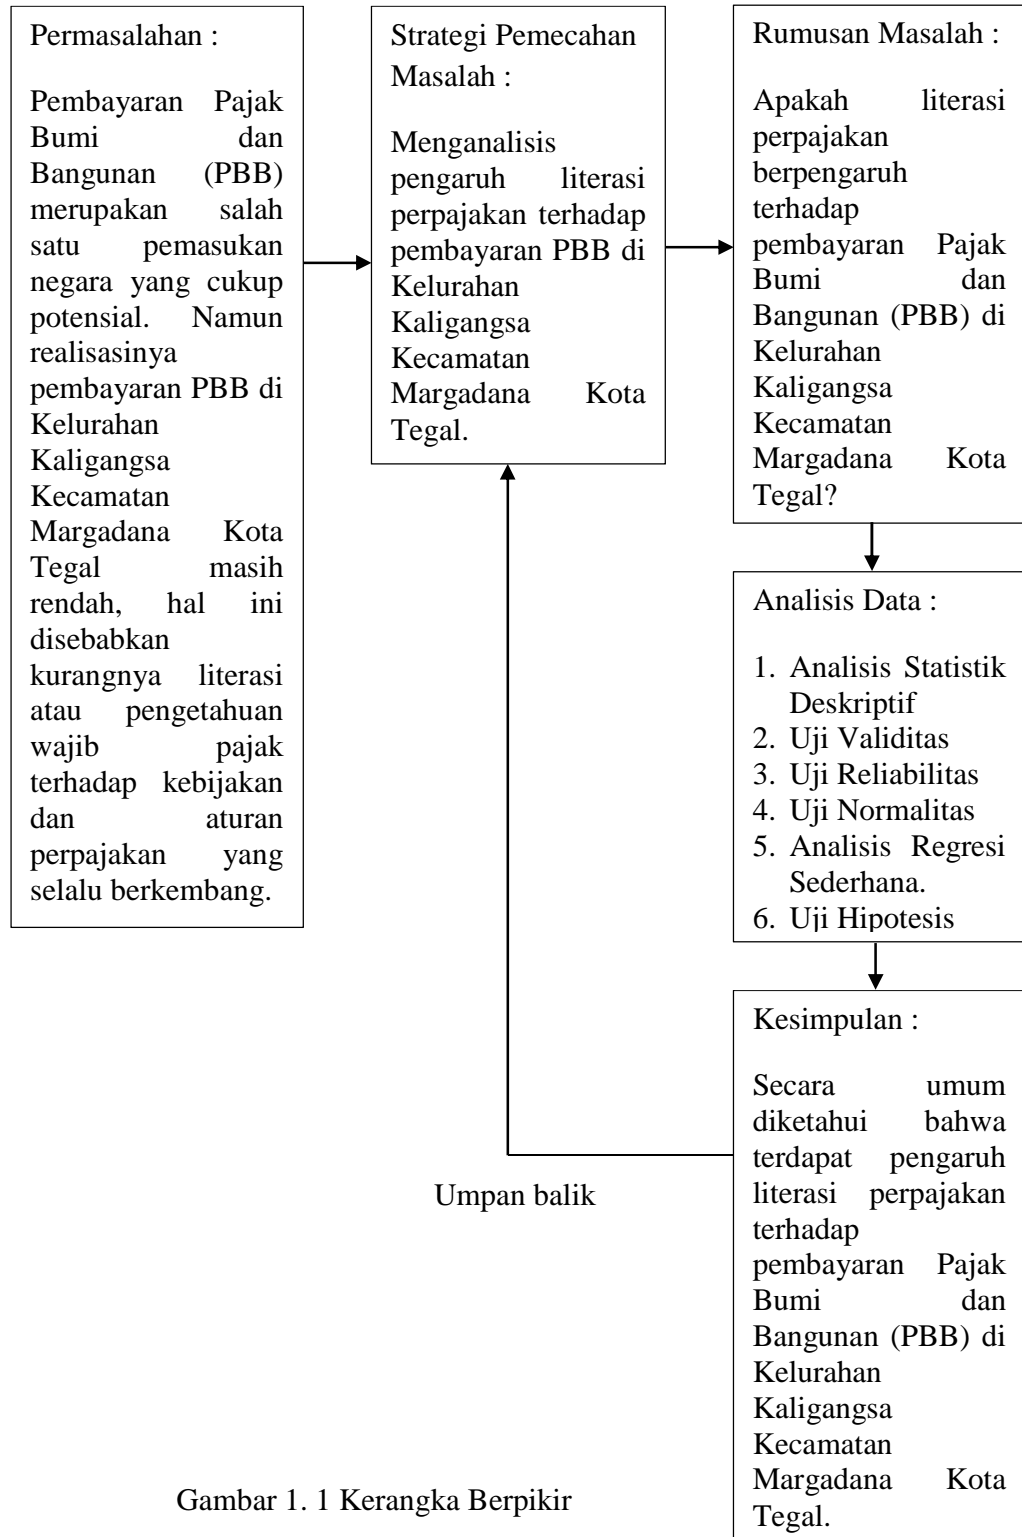 Permasalahan :
Pembayaran Pajak
Bumi dan
Bangunan (PBB)
merupakan salah
satu pemasukan
negara yang cukup
potensial. Namun
realisasinya
pembayaran PBB di
Kelurahan
Kaligangsa
Kecamatan
Margadana Kota
Tegal masih
rendah, hal ini
disebabkan
kurangnya literasi
atau pengetahuan
wajib pajak
terhadap kebijakan
dan aturan
perpajakan yang
selalu berkembang.
Strategi Pemecahan
Masalah :
Menganalisis
pengaruh literasi
perpajakan terhadap
pembayaran PBB di
Kelurahan
Kaligangsa
Kecamatan
Margadana Kota
Tegal.
Rumusan Masalah :
Apakah literasi
perpajakan
berpengaruh
terhadap
pembayaran Pajak
Bumi dan
Bangunan (PBB) di
Kelurahan
Kaligangsa
Kecamatan
Margadana Kota
Tegal?
Analisis Data :
1. Analisis Statistik
Deskriptif
2. Uji Validitas
3. Uji Reliabilitas
4. Uji Normalitas
5. Analisis Regresi
Sederhana.
6. Uji Hipotesis
Kesimpulan :
Secara umum
diketahui bahwa
terdapat pengaruh
literasi perpajakan
terhadap
pembayaran Pajak
Bumi dan
Bangunan (PBB) di
Kelurahan
Kaligangsa
Kecamatan
Margadana Kota
Tegal.
Umpan balik
Gambar 1. 1 Kerangka Berpikir